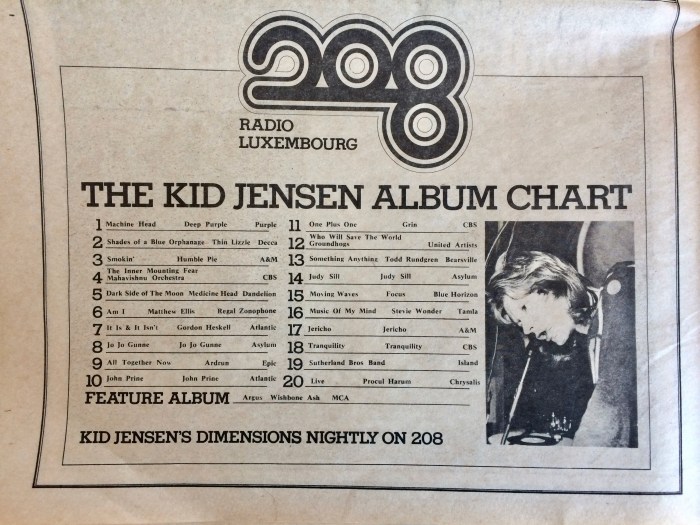 208
RADIO
LUXEMBOURG
THE KID JENSEN ALBUM CHART
1 Machine Head Deep Purple Purple
2 Shades of a Blue Orphanage Thin Lizzie Decca
3 Smokin' Humble Pie A&M
4 The Inner Mounting Fear
Mahavishnu Orchestra CBS
5 Dark Side of The Moon Medicine Head Dandelion
6 Am I Matthew Ellis Regal Zonophone
7 It Is & It Isn't Gordon Heskell Atlantic
8 Jo Jo Gunne Jo Jo Gunne Asylum
9 All Together Now Ardrun Epic
10 John Prine John Prine Atlantic
11 One Plus One Grin CBS
12 Who Will Save The World
Groundhogs United Artists
13 Something Anything Todd Rundgren Bearsville
14 Judy Sill Judy Sill Asylum
15 Moving Waves Focus Blue Horizon
16 Music Of My Mind Stevie Wonder Tamla
17 Jericho Jericho A&M
18 Tranquility Tranquility CBS
19 Sutherland Bros Band Island
20 Live Procul Harum Chrysalis
FEATURE ALBUM Argus Wishbone Ash MCA
KID JENSEN'S DIMENSIONS NIGHTLY ON 208